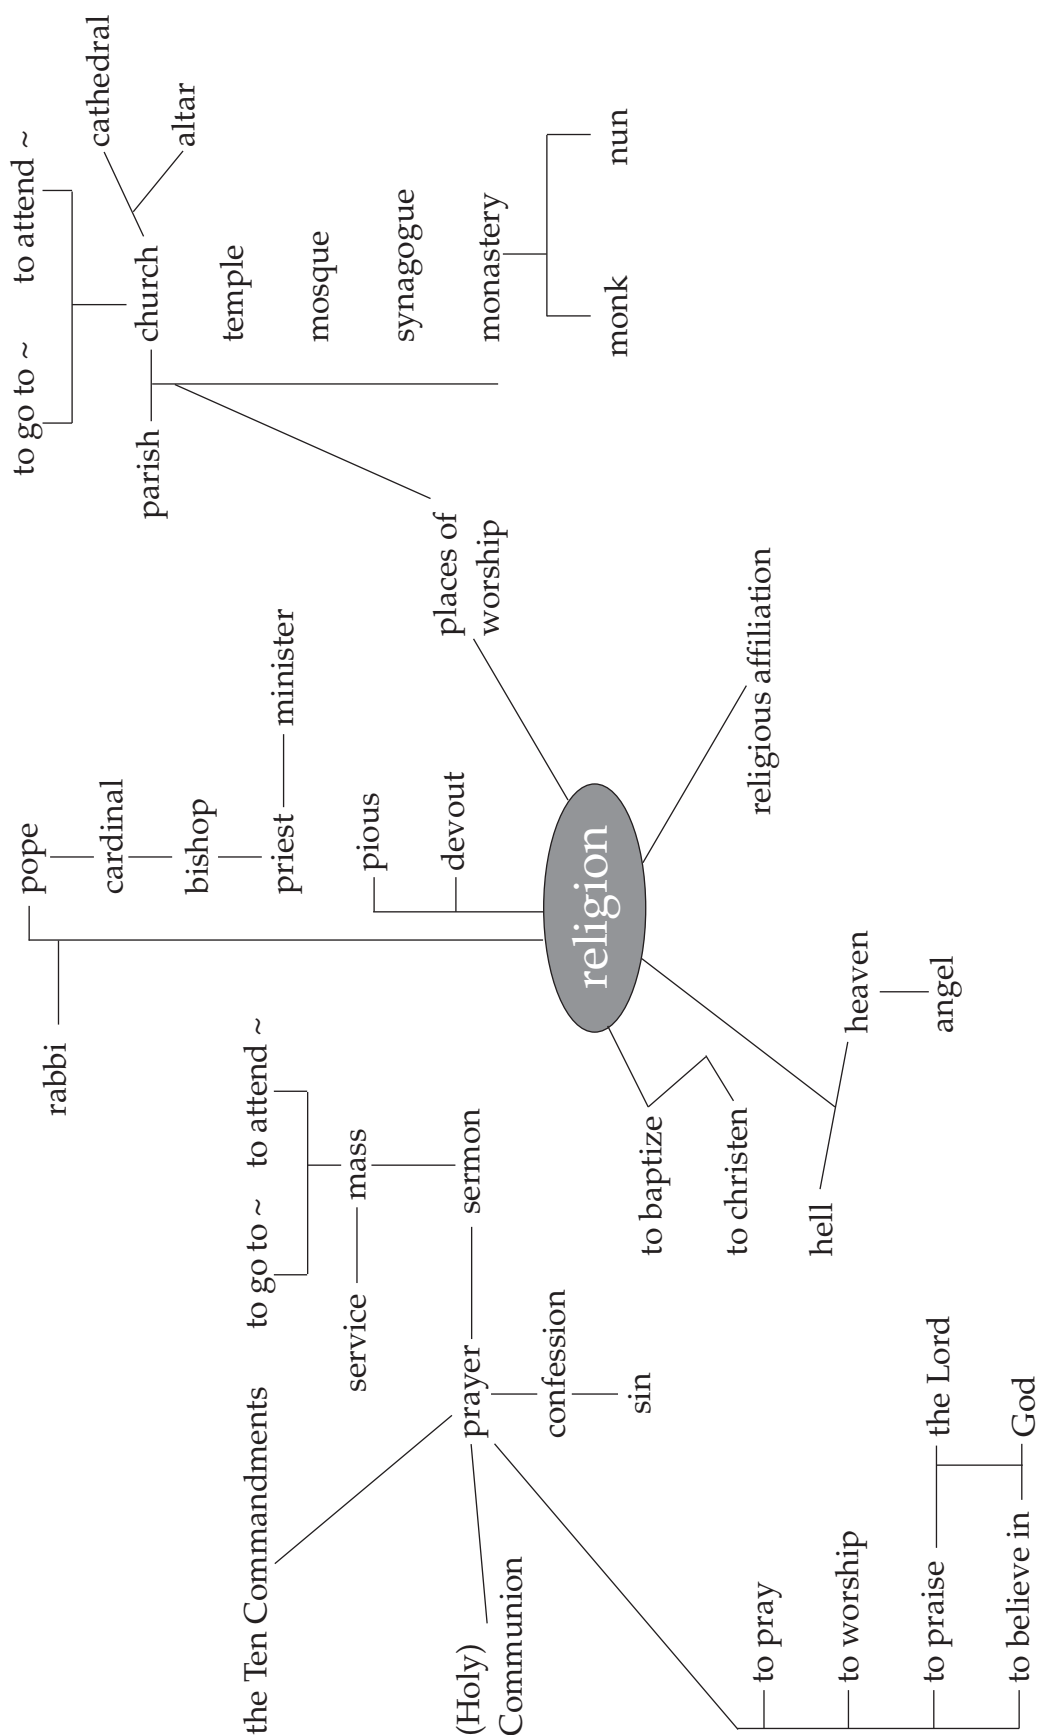 the Ten Commandments
to go to ~
to attend ~
service
mass
(Holy)
Communion
prayer
sermon
confession
sin
to pray
to worship
to praise
the Lord
to believe in
God
rabbi
pope
cardinal
bishop
priest
minister
pious
devout
religion
to baptize
to christen
hell
heaven
angel
religious affiliation
places of
worship
to go to ~
to attend ~
parish
church
cathedral
altar
temple
mosque
synagogue
monastery
monk
nun